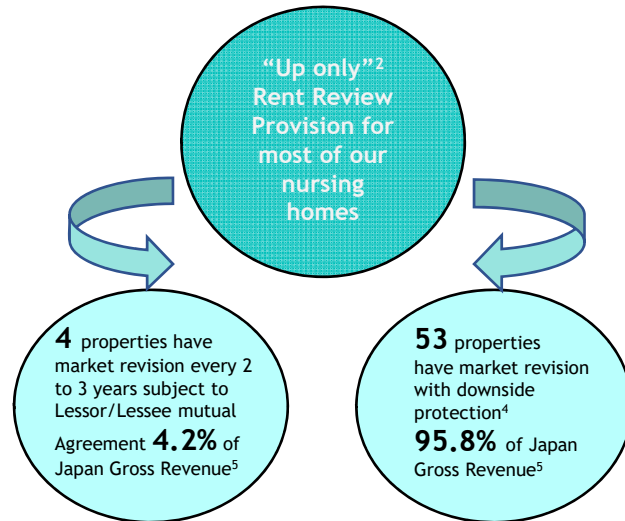 “Up only”²
Rent Review
Provision for
most of our
nursing
homes
4 properties have
market revision every 2
to 3 years subject to
Lessor/Lessee mutual
Agreement 4.2% of
Japan Gross Revenue⁵
53 properties
have market revision
with downside
protection⁴
95.8% of Japan
Gross Revenue⁵